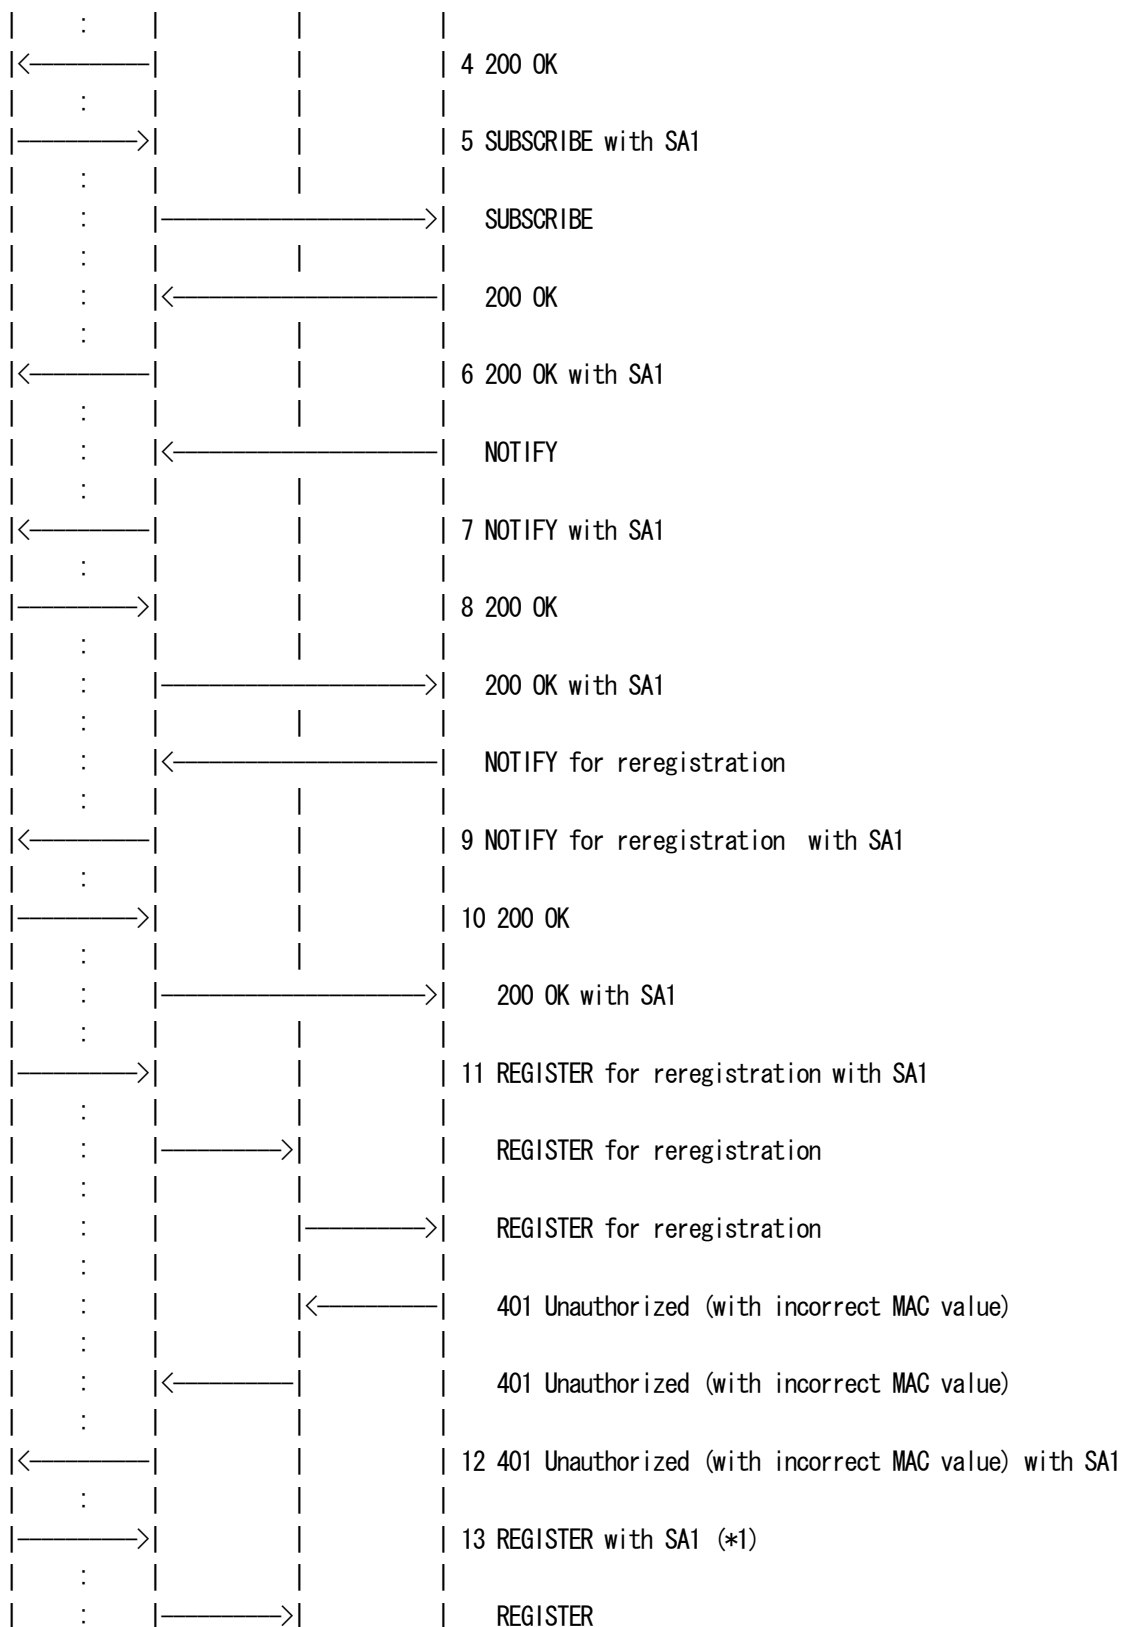 4 200 OK
5 SUBSCRIBE with SA1
SUBSCRIBE
200 OK
6 200 OK with SA1
NOTIFY
7 NOTIFY with SA1
8 200 OK
200 OK with SA1
NOTIFY for reregistration
9 NOTIFY for reregistration with SA1
10 200 OK
200 OK with SA1
11 REGISTER for reregistration with SA1
REGISTER for reregistration
REGISTER for reregistration
401 Unauthorized (with incorrect MAC value)
401 Unauthorized (with incorrect MAC value)
12 401 Unauthorized (with incorrect MAC value) with SA1
13 REGISTER with SA1 (*1)
REGISTER